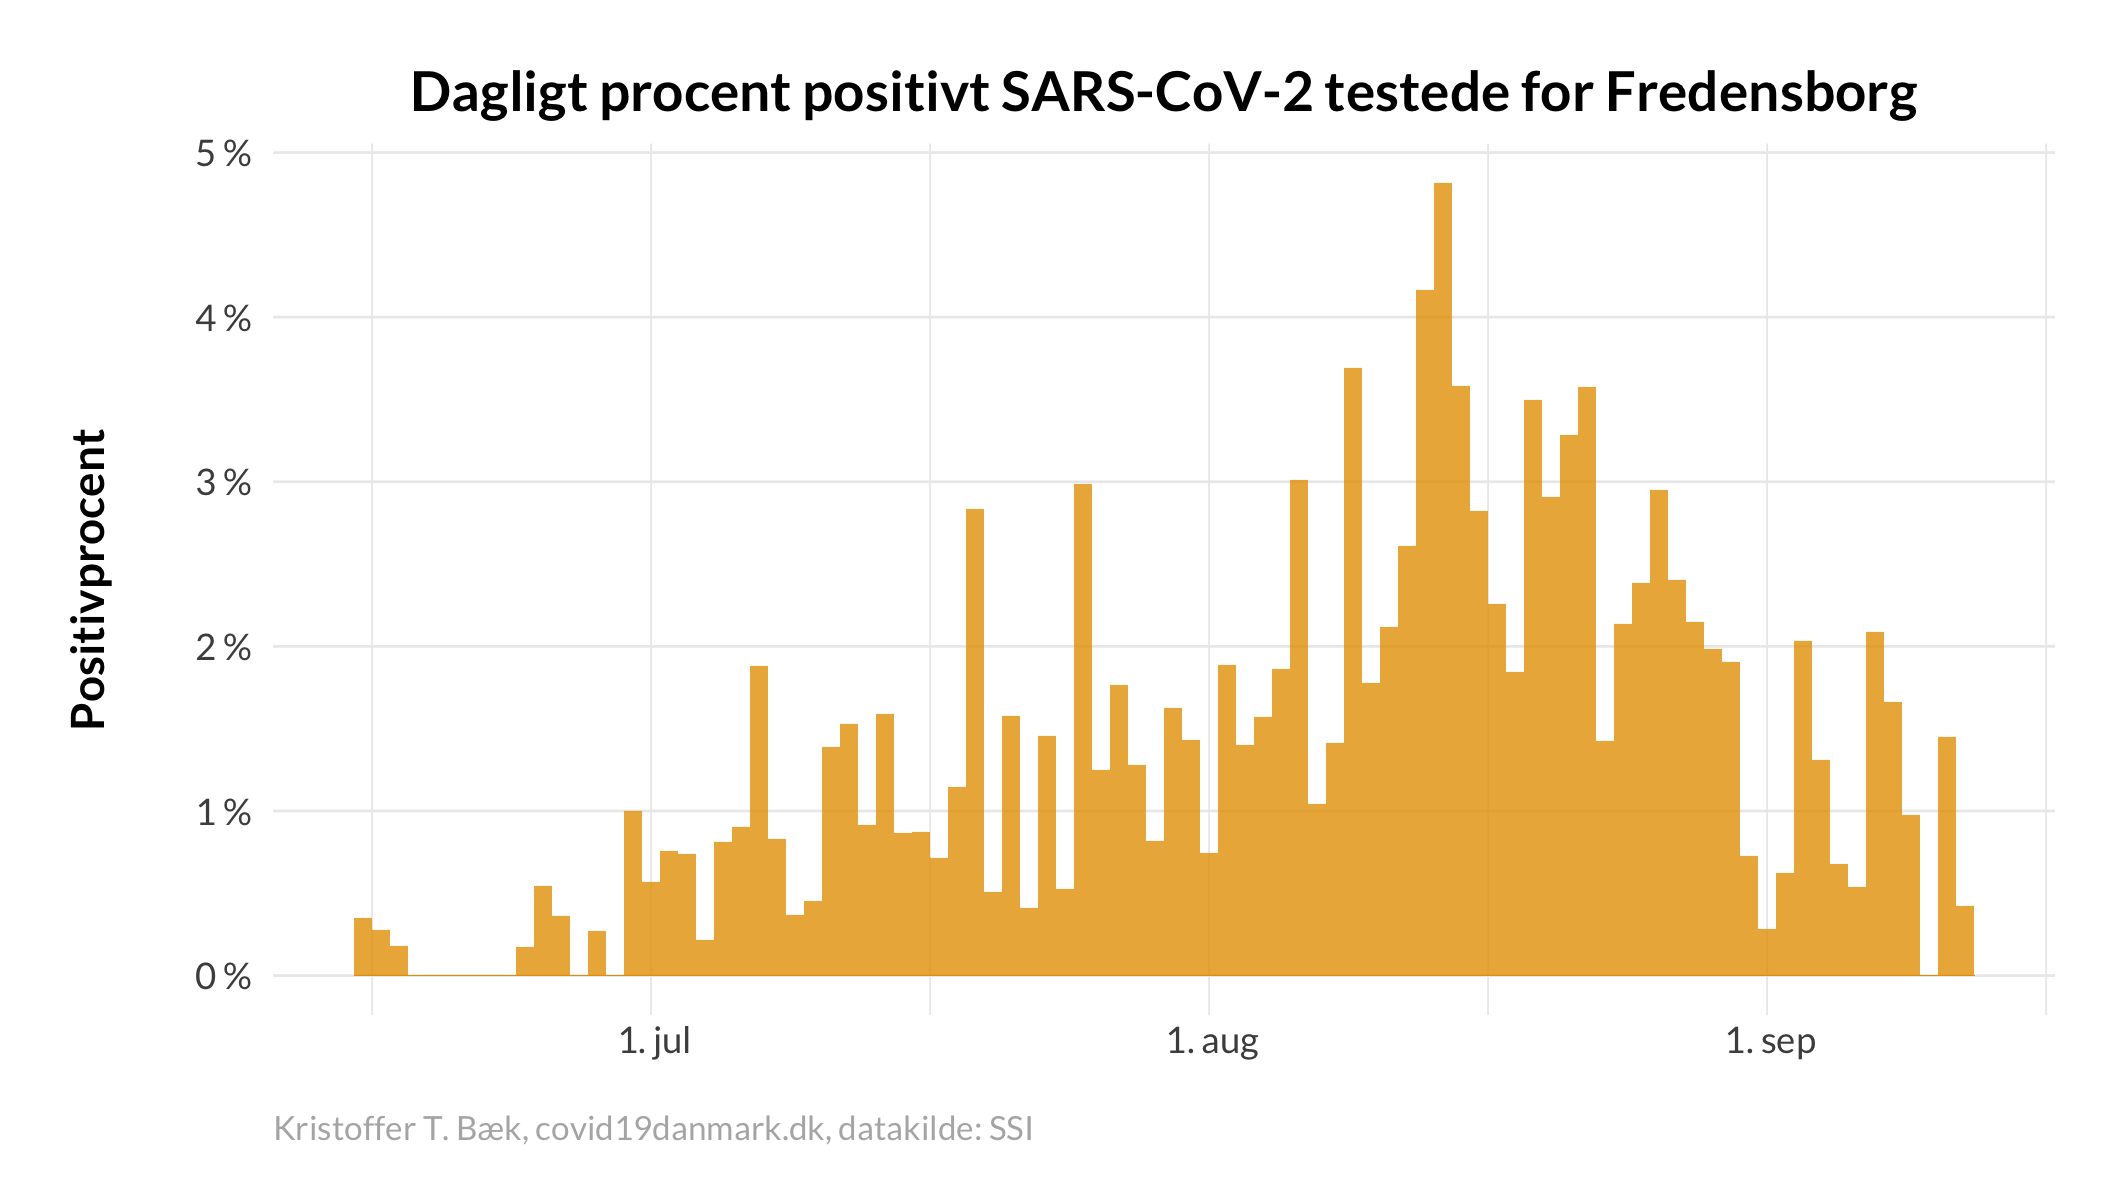 Dagligt procent positivt SARS-CoV-2 testede for Fredensborg
5 %
4 %
3 %
2 %
1 %
0 %
Positivprocent
1. jul
1. aug
1. sep
Kristoffer T. Bæk, covid19danmark.dk, datakilde: SSI